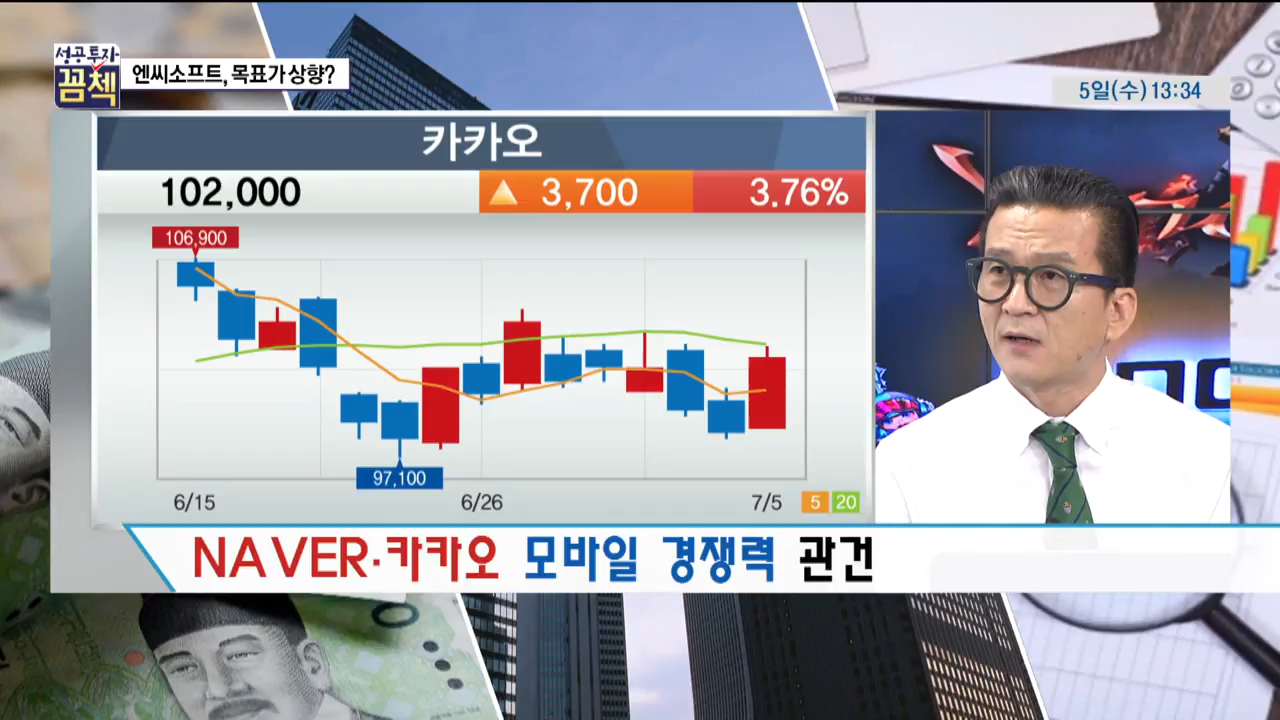 성공투자
꼼첵
엔씨소프트, 목표가 상향?
5일(수) 13:34
카카오
102,000 ▲ 3,700 3.76%
106,900
97,100
6/15 6/26 7/5 5 20
NAVER·카카오 모바일 경쟁력 관건